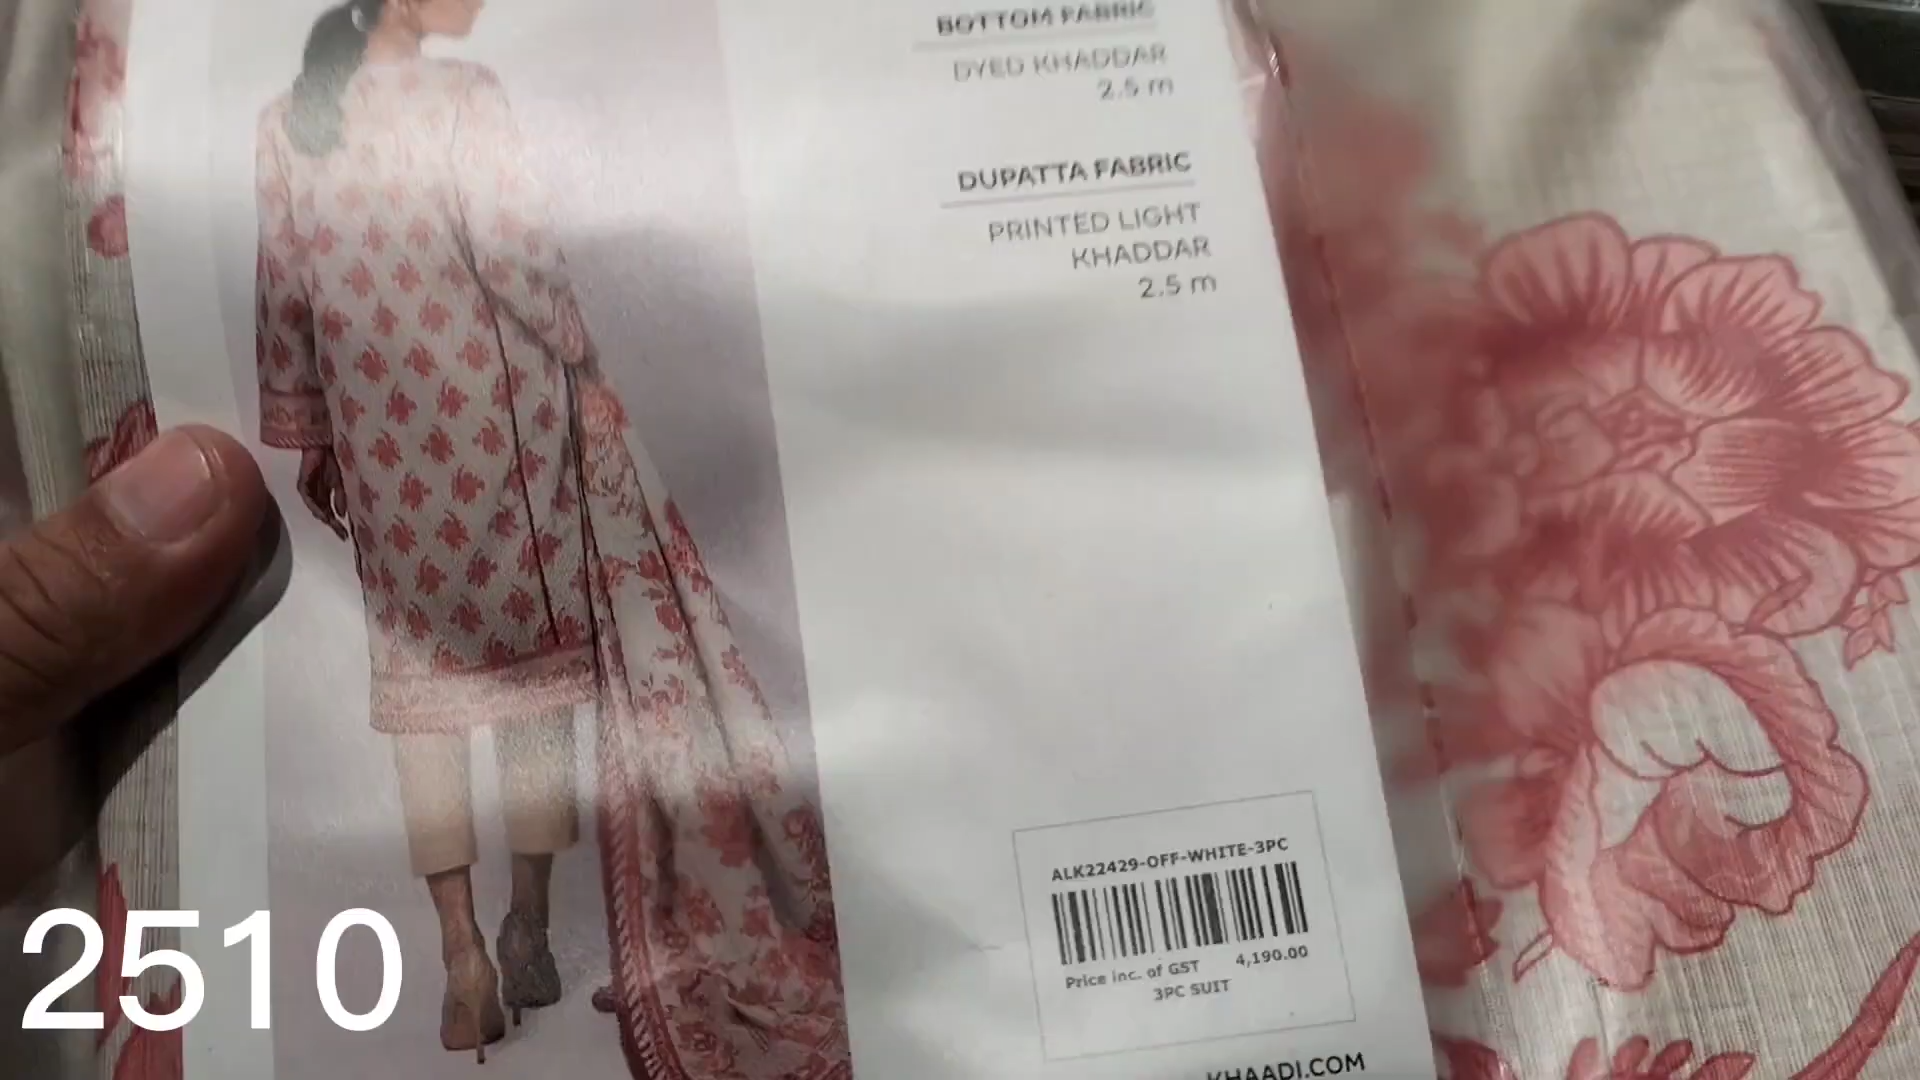 BOTTOM FABRIC
DYED KHADDAR
2.5 m
DUPATTA FABRIC
PRINTED LIGHT
KHADDAR
2.5 m
ALK22429-OFF-WHITE-3PC
Price inc. of GST 4,190.00
3PC SUIT
KHAADI.COM
2510